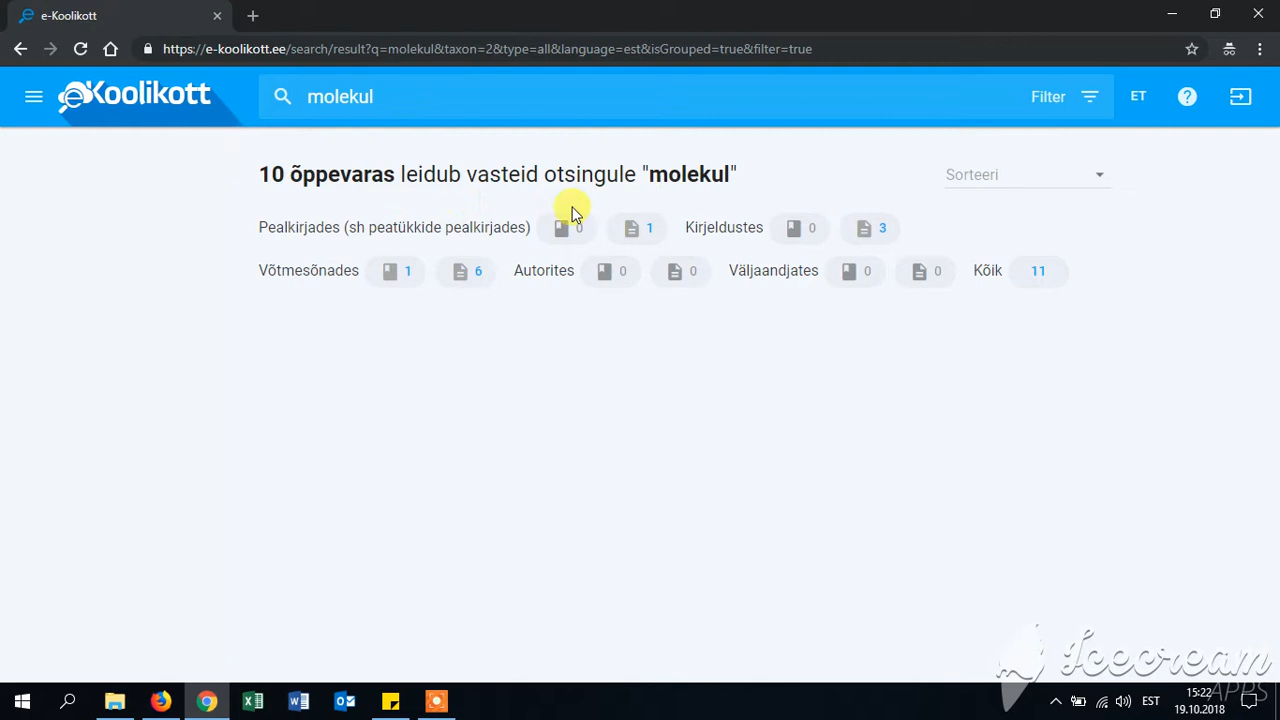 e-Koolikott
https://e-koolikott.ee/search/result?q=molekul&taxon=2&type=all&language=est&isGrouped=true&filter=true
eKoolikott molekul Filter ET
10 õppevaras leidub vasteid otsingule "molekul" Sorteeri
Pealkirjades (sh peatükkide pealkirjades) 0 1 Kirjeldustes 0 3
Võtmesõnades 1 6 Autorites 0 0 Väljaandjates 0 0 Kõik 11
Icecream
APPS
EST 15:22
19.10.2018